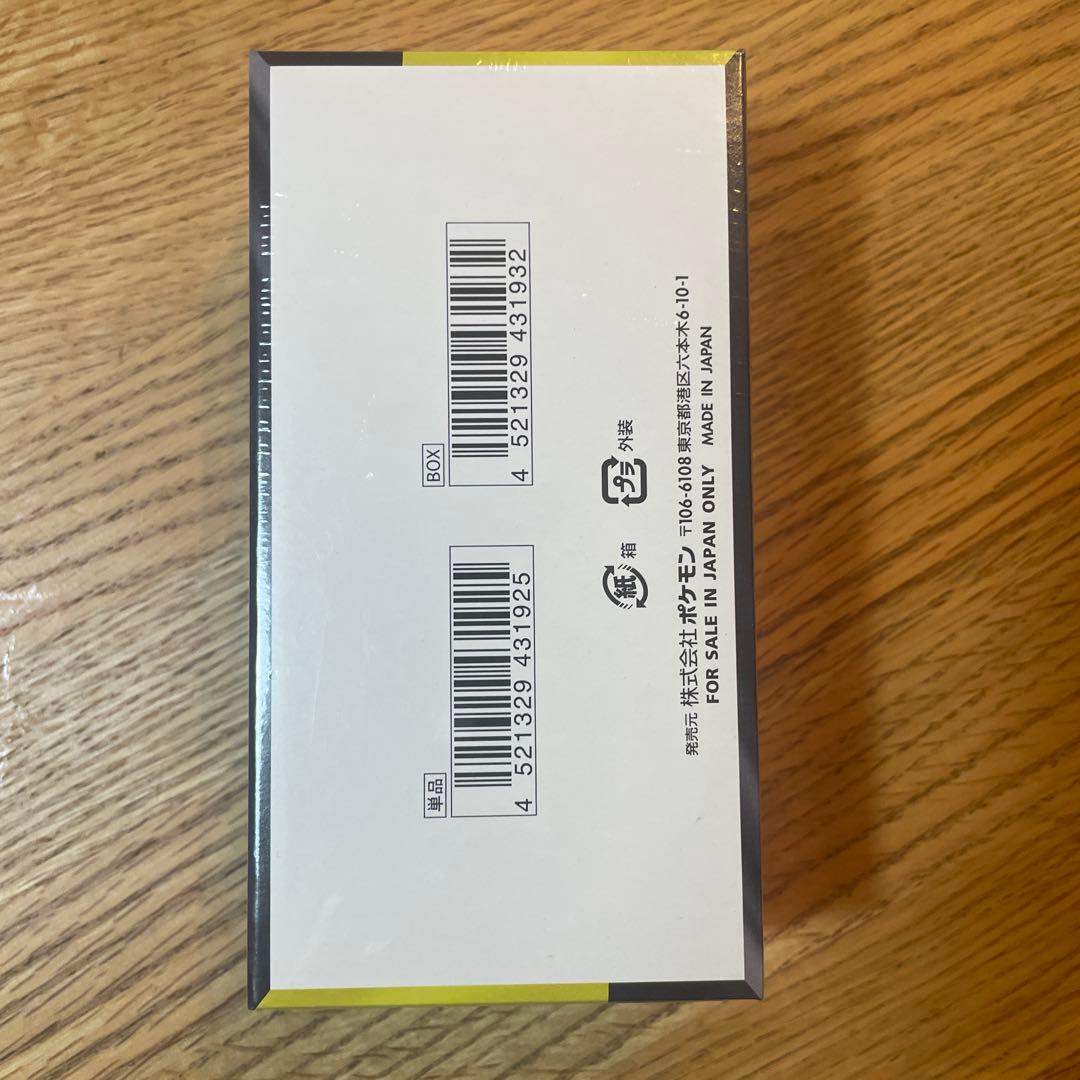 単品
4 521329 431925
BOX
4 521329 431932
紙 箱
プラ 外装
発売元 株式会社 ポケモン 〒106-6108 東京都港区六本木6-10-1
FOR SALE IN JAPAN ONLY MADE IN JAPAN